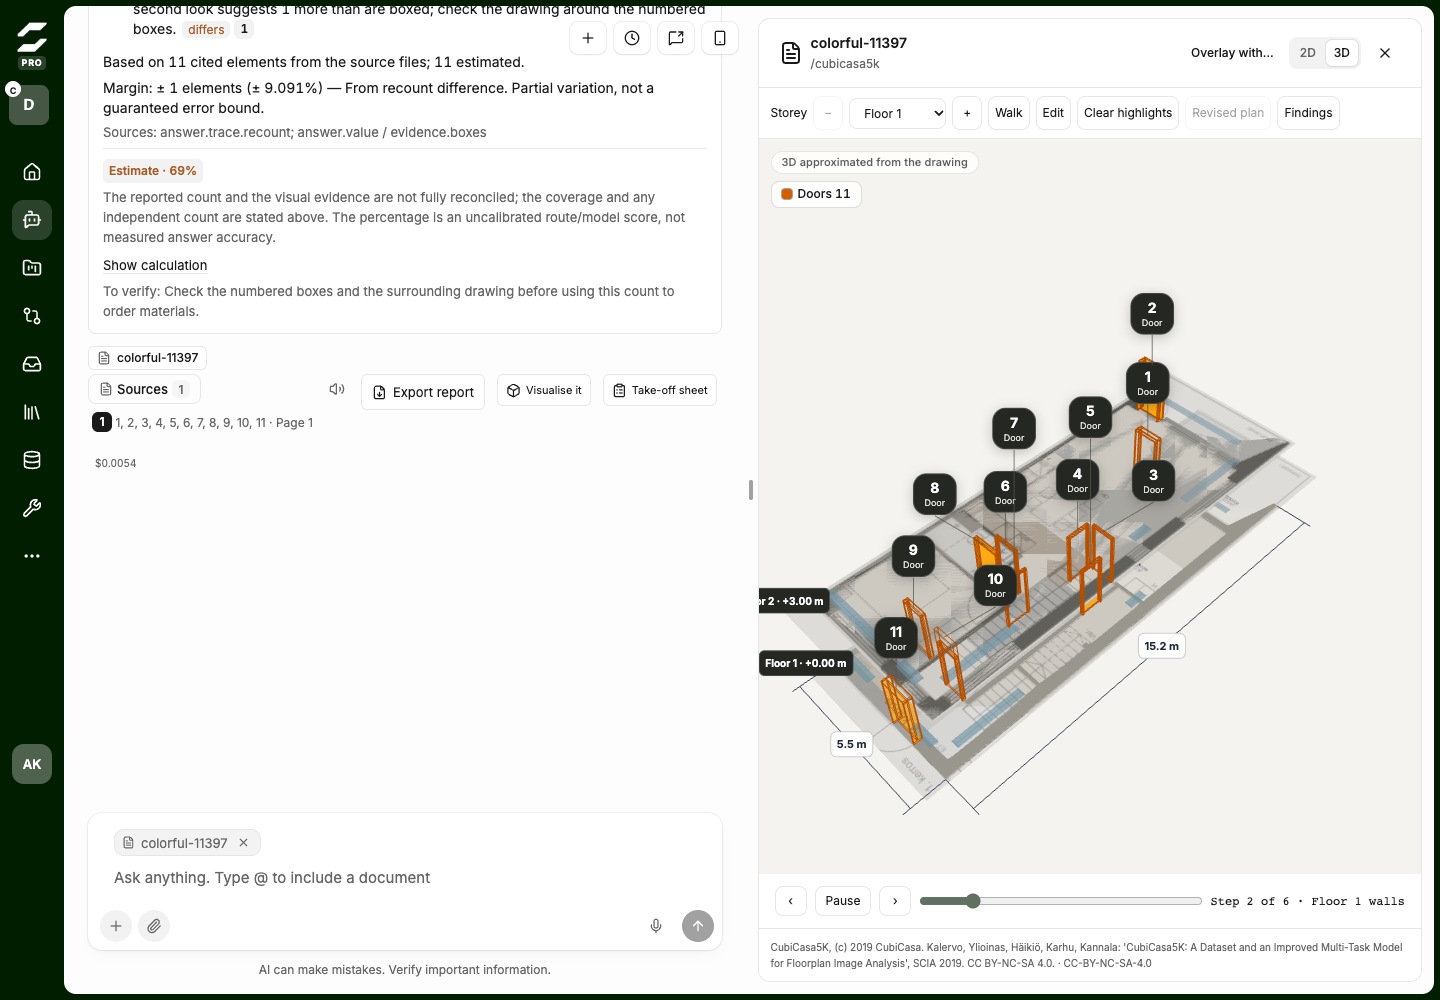 second look suggests 1 more than are boxed; check the drawing around the numbered
boxes. differs 1
Based on 11 cited elements from the source files; 11 estimated.
Margin: ± 1 elements (± 9.091%) — From recount difference. Partial variation, not a
guaranteed error bound.
Sources: answer.trace.recount; answer.value / evidence.boxes
Estimate · 69%
The reported count and the visual evidence are not fully reconciled; the coverage and any
independent count are stated above. The percentage is an uncalibrated route/model score, not
measured answer accuracy.
Show calculation
To verify: Check the numbered boxes and the surrounding drawing before using this count to
order materials.
colorful-11397
Sources 1
Export report
Visualise it
Take-off sheet
1 1, 2, 3, 4, 5, 6, 7, 8, 9, 10, 11 · Page 1
$0.0054
colorful-11397
Ask anything. Type @ to include a document
AI can make mistakes. Verify important information.
PRO
C
D
AK
colorful-11397
/cubicasa5k
Overlay with...
2D 3D
Storey − Floor 1 + Walk Edit Clear highlights Revised plan Findings
3D approximated from the drawing
Doors 11
2
Door
1
Door
5
Door
7
Door
4
Door
3
Door
8
Door
6
Door
9
Door
10
Door
11
Door
or 2 · +3.00 m
Floor 1 · +0.00 m
15.2 m
5.5 m
1. kerros
‹ Pause › Step 2 of 6 · Floor 1 walls
CubiCasa5K, (c) 2019 CubiCasa. Kalervo, Ylioinas, Häikiö, Karhu, Kannala: 'CubiCasa5K: A Dataset and an Improved Multi-Task Model
for Floorplan Image Analysis', SCIA 2019. CC BY-NC-SA 4.0. · CC-BY-NC-SA-4.0